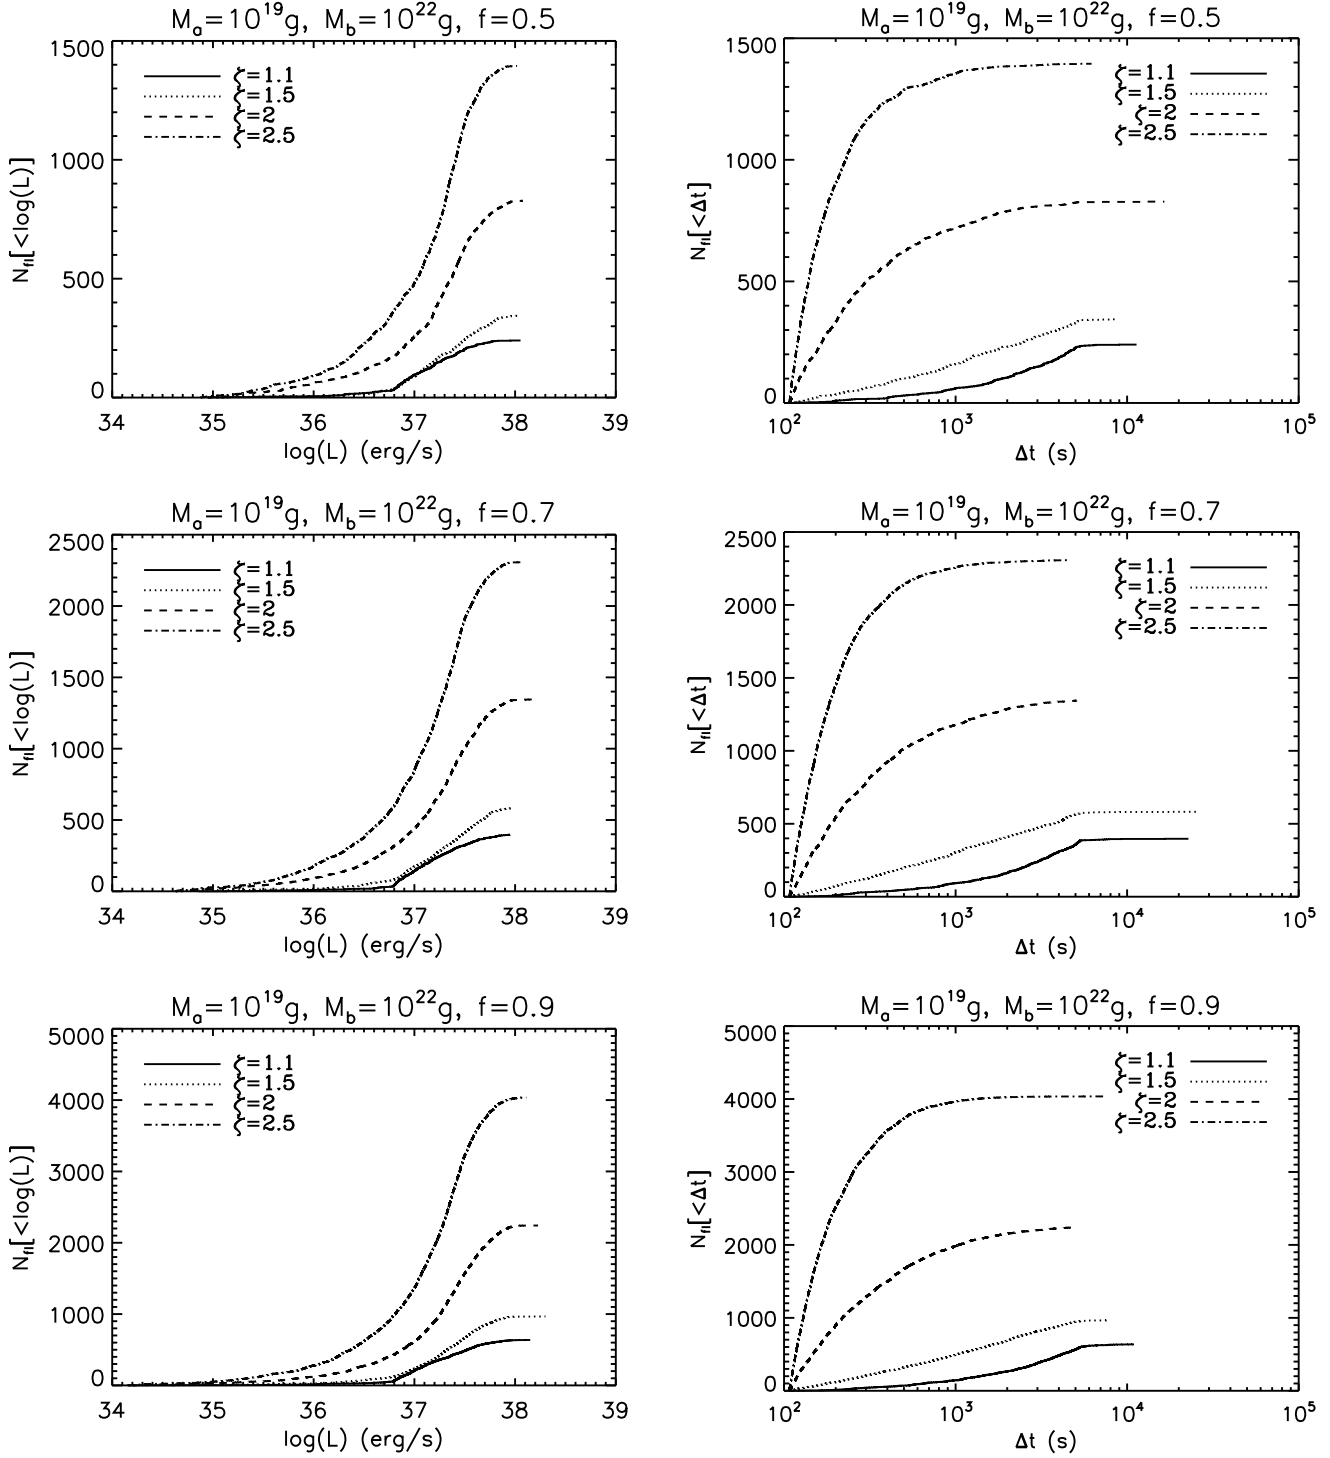 M_a=10^19g, M_b=10^22g, f=0.5
1500
1000
500
0
34 35 36 37 38 39
log(L) (erg/s)
N_fl[<log(L)]
ζ=1.1
ζ=1.5
ζ=2
ζ=2.5
M_a=10^19g, M_b=10^22g, f=0.5
1500
1000
500
0
10^2 10^3 10^4 10^5
Δt (s)
N_fl[<Δt]
ζ=1.1
ζ=1.5
ζ=2
ζ=2.5
M_a=10^19g, M_b=10^22g, f=0.7
2500
2000
1500
1000
500
0
34 35 36 37 38 39
log(L) (erg/s)
N_fl[<log(L)]
ζ=1.1
ζ=1.5
ζ=2
ζ=2.5
M_a=10^19g, M_b=10^22g, f=0.7
2500
2000
1500
1000
500
0
10^2 10^3 10^4 10^5
Δt (s)
N_fl[<Δt]
ζ=1.1
ζ=1.5
ζ=2
ζ=2.5
M_a=10^19g, M_b=10^22g, f=0.9
5000
4000
3000
2000
1000
0
34 35 36 37 38 39
log(L) (erg/s)
N_fl[<log(L)]
ζ=1.1
ζ=1.5
ζ=2
ζ=2.5
M_a=10^19g, M_b=10^22g, f=0.9
5000
4000
3000
2000
1000
0
10^2 10^3 10^4 10^5
Δt (s)
N_fl[<Δt]
ζ=1.1
ζ=1.5
ζ=2
ζ=2.5